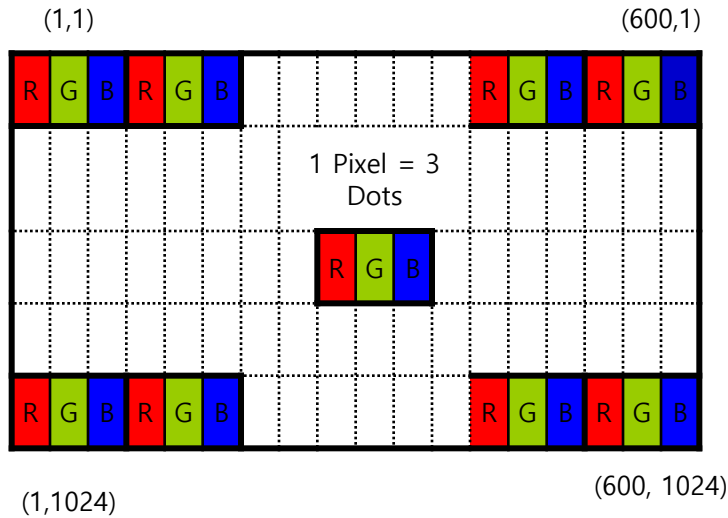 (1,1) (600,1)
R G B R G B R G B R G B
1 Pixel = 3
Dots
R G B
R G B R G B R G B R G B
(1,1024) (600, 1024)